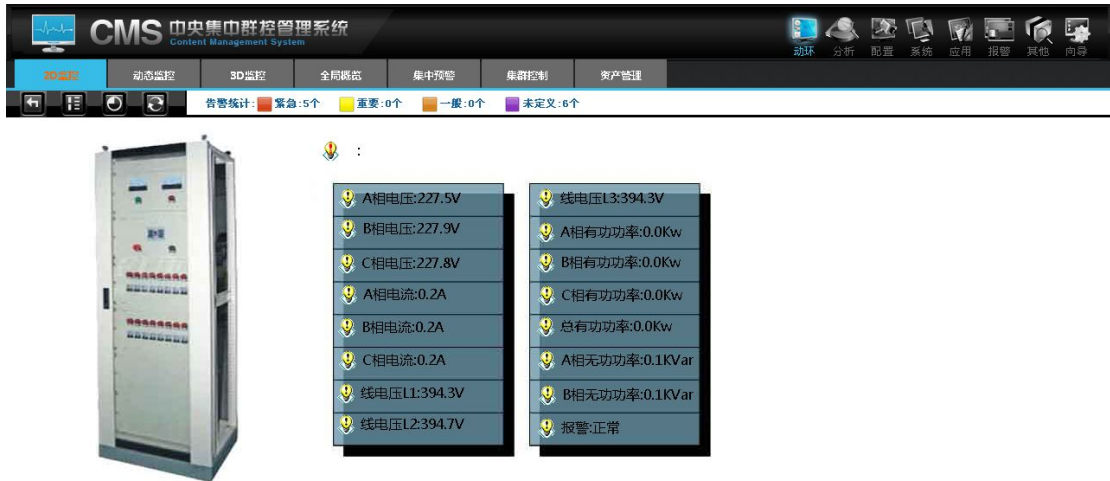 CMS 中央集中群控管理系统
Content Management System
动环 分析 配置 系统 应用 报警 其他 向导
2D监控 动态监控 3D监控 全局概览 集中预警 集群控制 资产管理
告警统计: 紧急:5个 重要:0个 一般:0个 未定义:6个
:
A相电压:227.5V
B相电压:227.9V
C相电压:227.8V
A相电流:0.2A
B相电流:0.2A
C相电流:0.2A
线电压L1:394.3V
线电压L2:394.7V
线电压L3:394.3V
A相有功功率:0.0Kw
B相有功功率:0.0Kw
C相有功功率:0.0Kw
总有功功率:0.0Kw
A相无功功率:0.1KVar
B相无功功率:0.1KVar
报警:正常